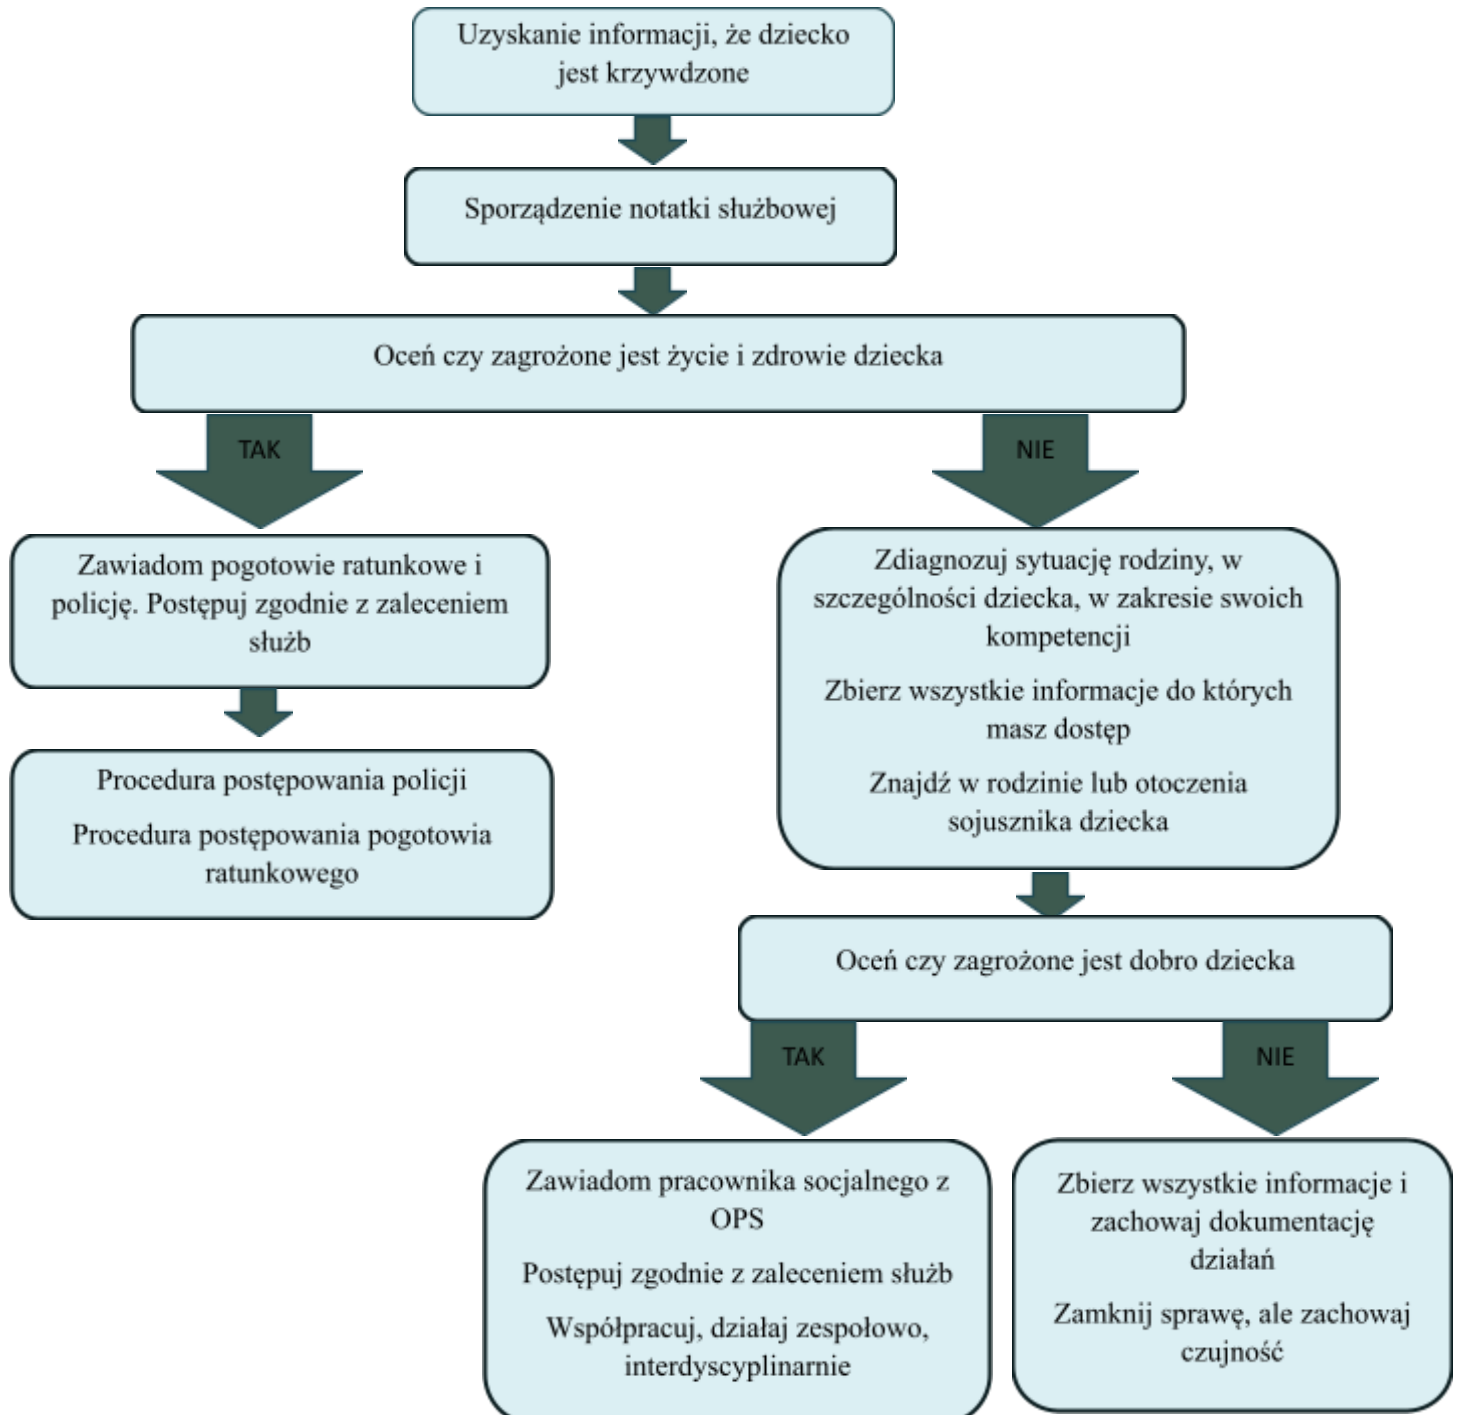 Uzyskanie informacji, że dziecko
jest krzywdzone
Sporządzenie notatki służbowej
Oceń czy zagrożone jest życie i zdrowie dziecka
TAK
NIE
Zawiadom pogotowie ratunkowe i
policję. Postępuj zgodnie z zaleceniem
służb
Procedura postępowania policji
Procedura postępowania pogotowia
ratunkowego
Zdiagnozuj sytuację rodziny, w
szczególności dziecka, w zakresie swoich
kompetencji
Zbierz wszystkie informacje do których
masz dostęp
Znajdź w rodzinie lub otoczenia
sojusznika dziecka
Oceń czy zagrożone jest dobro dziecka
TAK
NIE
Zawiadom pracownika socjalnego z
OPS
Postępuj zgodnie z zaleceniem służb
Współpracuj, działaj zespołowo,
interdyscyplinarnie
Zbierz wszystkie informacje i
zachowaj dokumentację
działań
Zamknij sprawę, ale zachowaj
czujność